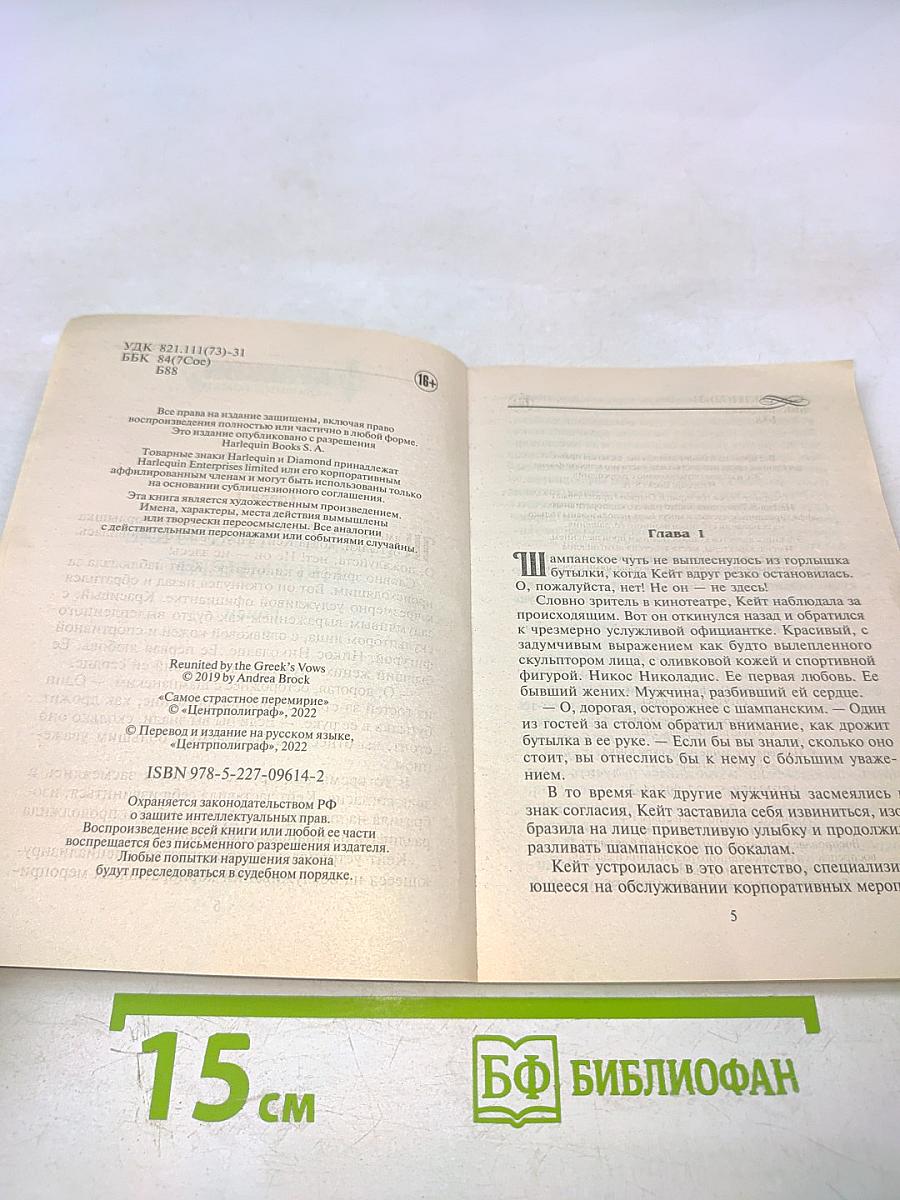 УДК 821.111(73)-31
ББК 84(7Сое)
Б88
16+
Все права на издание защищены, включая право
воспроизведения полностью или частично в любой форме.
Это издание опубликовано с разрешения
Harlequin Books S. A.
Товарные знаки Harlequin и Diamond принадлежат
Harlequin Enterprises limited или его корпоративным
аффилированным членам и могут быть использованы только
на основании сублицензионного соглашения.
Эта книга является художественным произведением.
Имена, характеры, места действия вымышлены
или творчески переосмыслены. Все аналогии
с действительными персонажами или событиями случайны.
Reunited by the Greek's Vows
© 2019 by Andrea Brock
«Самое страстное перемирие»
© «Центрполиграф», 2022
© Перевод и издание на русском языке,
«Центрполиграф», 2022
ISBN 978-5-227-09614-2
Охраняется законодательством РФ
о защите интеллектуальных прав.
Воспроизведение всей книги или любой ее части
воспрещается без письменного разрешения издателя.
Любые попытки нарушения закона
будут преследоваться в судебном порядке.
Глава 1
Шампанское чуть не выплеснулось из горлышка
бутылки, когда Кейт вдруг резко остановилась.
О, пожалуйста, нет! Не он — не здесь!
Словно зритель в кинотеатре, Кейт наблюдала за
происходящим. Вот он откинулся назад и обратился
к чрезмерно услужливой официантке. Красивый, с
задумчивым выражением как будто вылепленного
скульптором лица, с оливковой кожей и спортивной
фигурой. Никос Николадис. Ее первая любовь. Ее
бывший жених. Мужчина, разбивший ей сердце.
— О, дорогая, осторожнее с шампанским. — Один
из гостей за столом обратил внимание, как дрожит
бутылка в ее руке. — Если бы вы знали, сколько оно
стоит, вы отнеслись бы к нему с бо́льшим уваже-
нием.
В то время как другие мужчины засмеялись
знак согласия, Кейт заставила себя извиниться, изо
бразила на лице приветливую улыбку и продолжи
разливать шампанское по бокалам.
Кейт устроилась в это агентство, специализи
ющееся на обслуживании корпоративных мероп
5
15 см
БФ БИБЛИОФАН